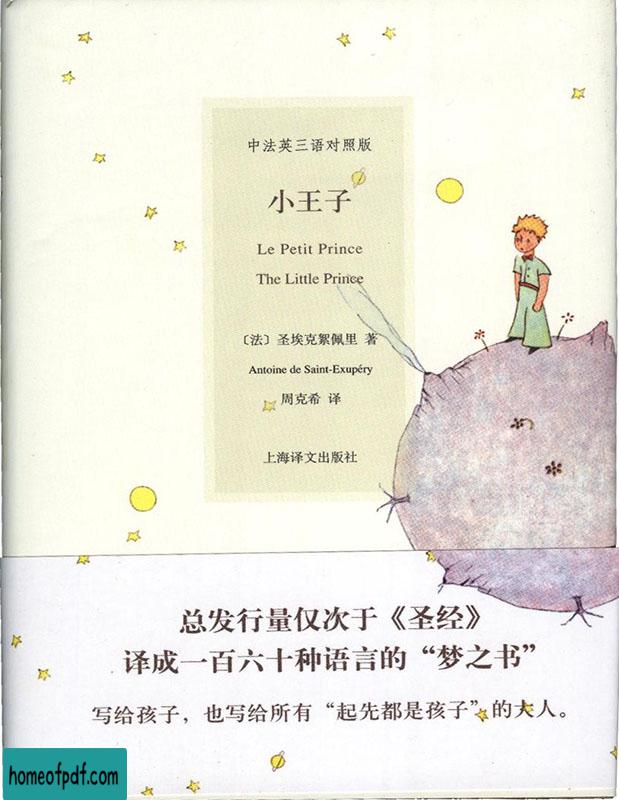 中法英三语对照版
小王子
Le Petit Prince
The Little Prince
〔法〕圣埃克絮佩里 著
Antoine de Saint-Exupéry
周克希 译
上海译文出版社
总发行量仅次于《圣经》
译成一百六十种语言的“梦之书”
写给孩子，也写给所有“起先都是孩子”的大人。
homeofpdf.com